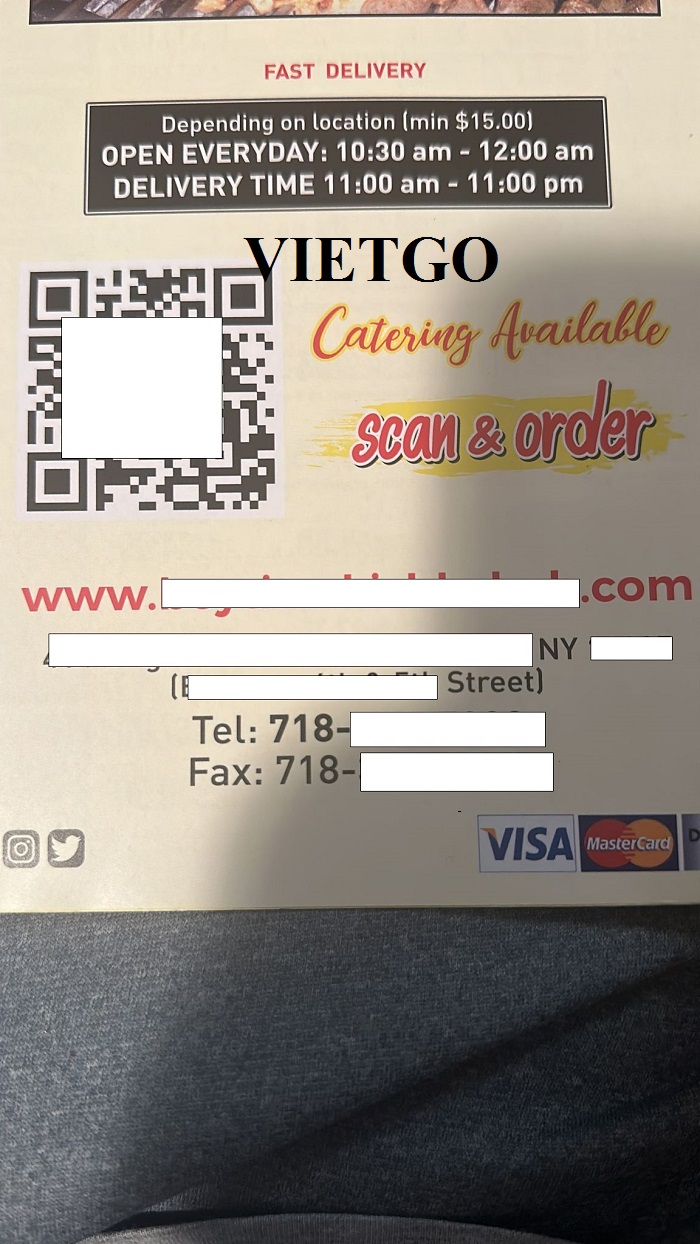 FAST DELIVERY
Depending on location (min $15.00)
OPEN EVERYDAY: 10:30 am - 12:00 am
DELIVERY TIME 11:00 am - 11:00 pm
VIETGO
Catering Available
scan & order
www. .com
NY
( Street)
Tel: 718-
Fax: 718-
VISA MasterCard